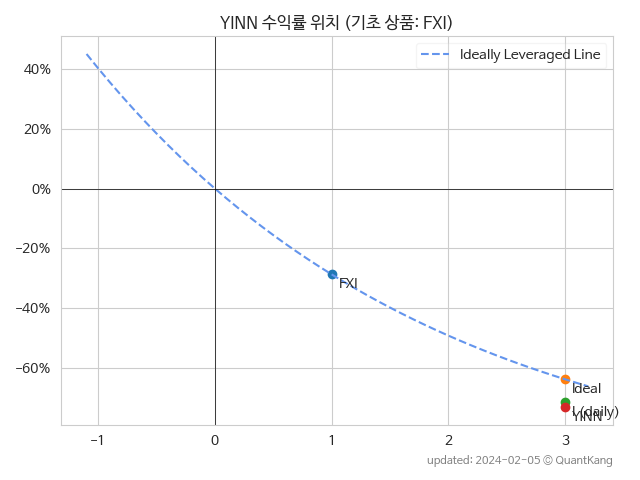 YINN 수익률 위치 (기초 상품: FXI)
Ideally Leveraged Line
40%
20%
0%
−20%
−40%
−60%
FXI
Ideal
(daily)
YINN
−1
0
1
2
3
updated: 2024-02-05 © QuantKang